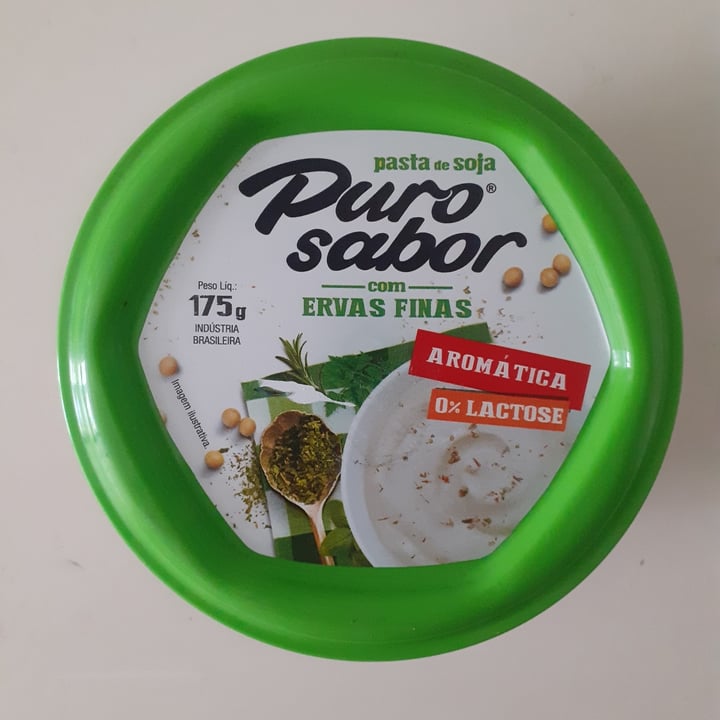 pasta de soja
Puro®
sabor
com
ERVAS FINAS
Peso Líq.:
175g
INDÚSTRIA
BRASILEIRA
AROMÁTICA
0% LACTOSE
Imagem ilustrativa.